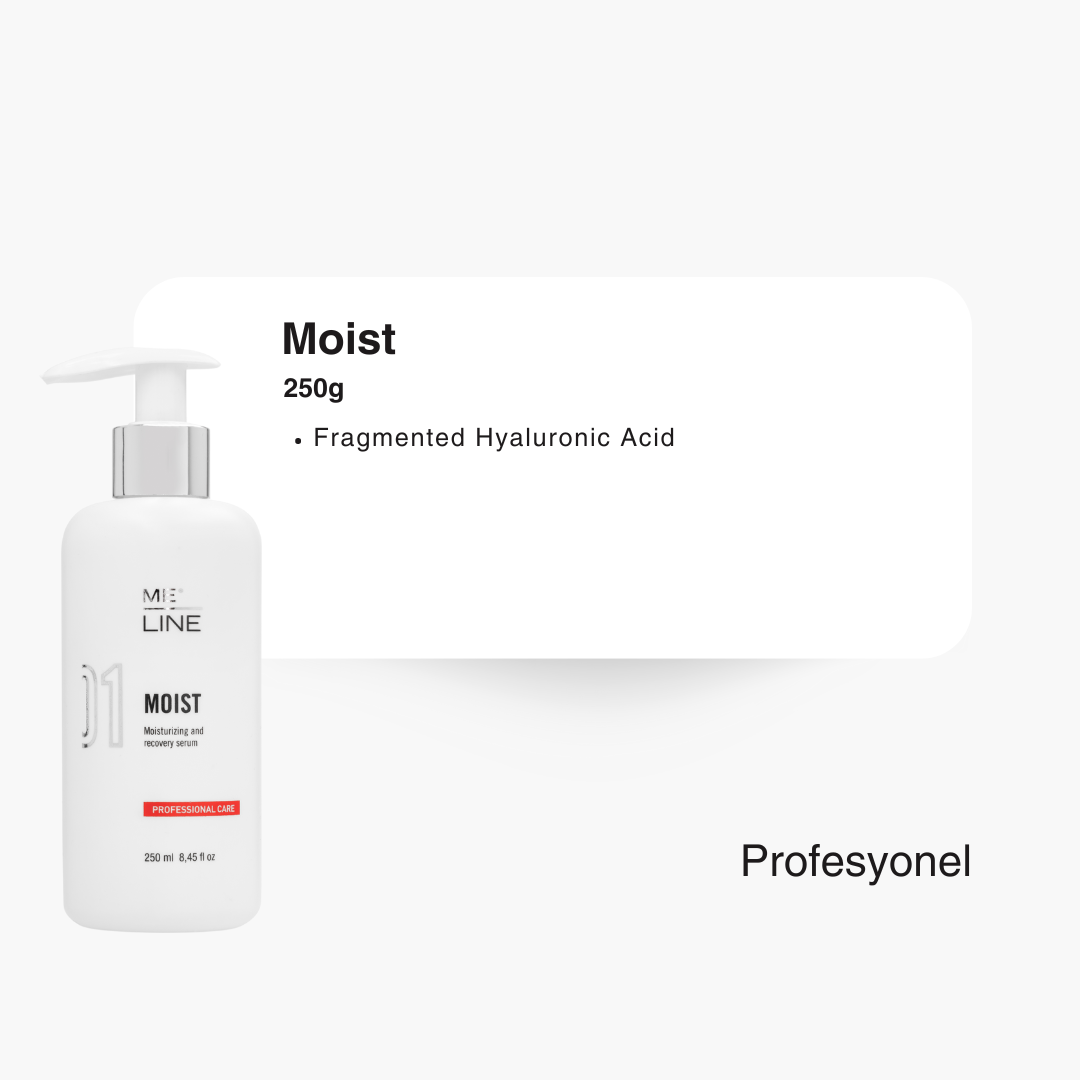 Moist
250g
• Fragmented Hyaluronic Acid
ME
LINE
01
MOIST
Moisturizing and
recovery serum
PROFESSIONAL CARE
250 ml 8,45 fl oz
Profesyonel